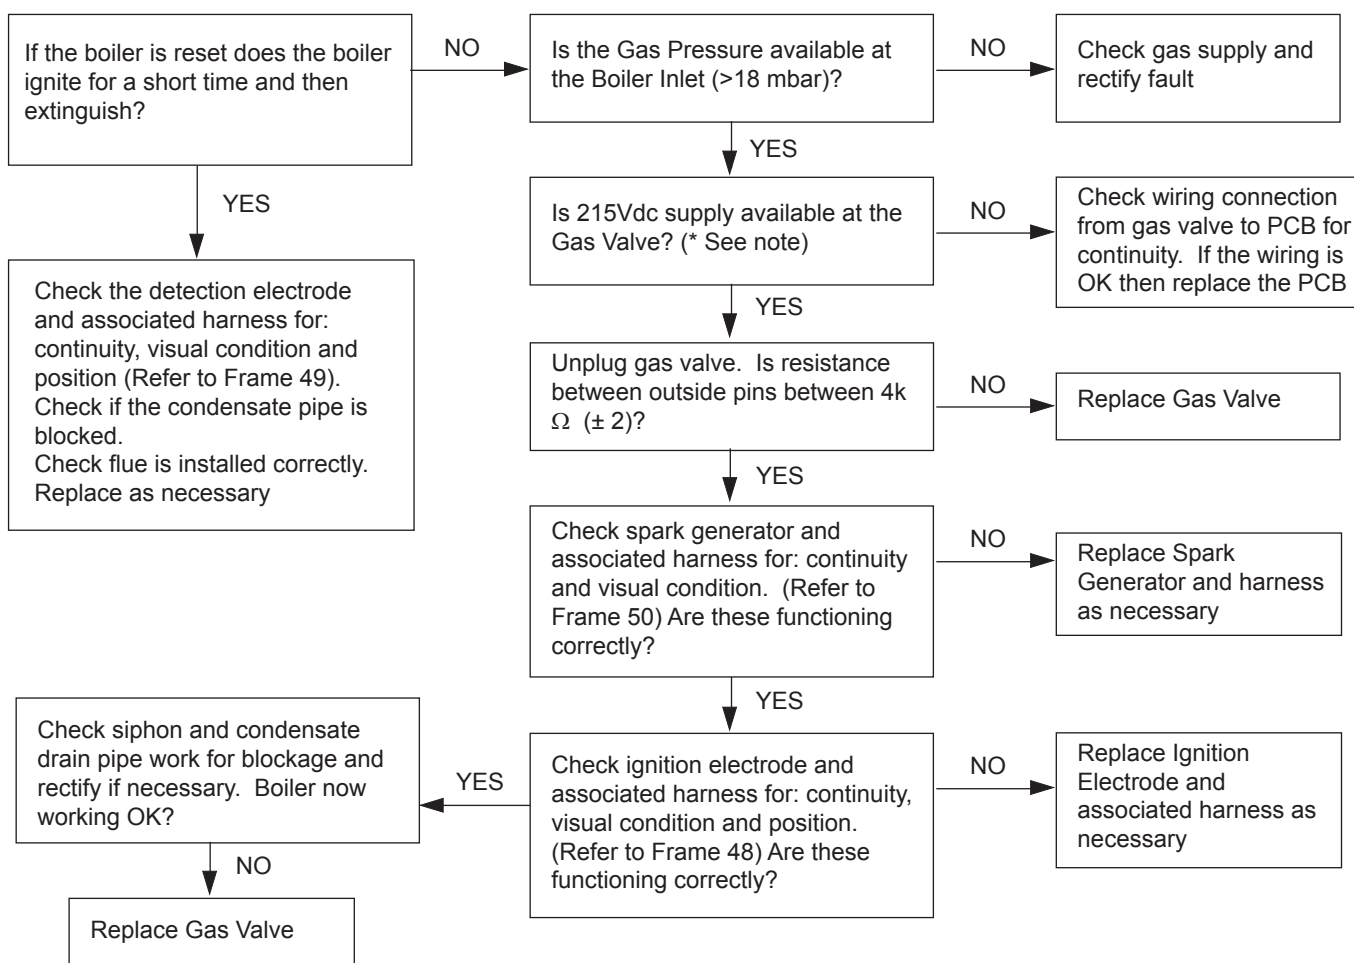 If the boiler is reset does the boiler
ignite for a short time and then
extinguish?
NO
Is the Gas Pressure available at
the Boiler Inlet (>18 mbar)?
NO
Check gas supply and
rectify fault
YES
YES
Is 215Vdc supply available at the
Gas Valve? (* See note)
NO
Check wiring connection
from gas valve to PCB for
continuity. If the wiring is
OK then replace the PCB
Check the detection electrode
and associated harness for:
continuity, visual condition and
position (Refer to Frame 49).
Check if the condensate pipe is
blocked.
Check flue is installed correctly.
Replace as necessary
YES
Unplug gas valve. Is resistance
between outside pins between 4k
Ω (± 2)?
NO
Replace Gas Valve
YES
Check spark generator and
associated harness for: continuity
and visual condition. (Refer to
Frame 50) Are these functioning
correctly?
NO
Replace Spark
Generator and harness
as necessary
YES
Check ignition electrode and
associated harness for: continuity,
visual condition and position.
(Refer to Frame 48) Are these
functioning correctly?
NO
Replace Ignition
Electrode and
associated harness as
necessary
YES
Check siphon and condensate
drain pipe work for blockage and
rectify if necessary. Boiler now
working OK?
NO
Replace Gas Valve